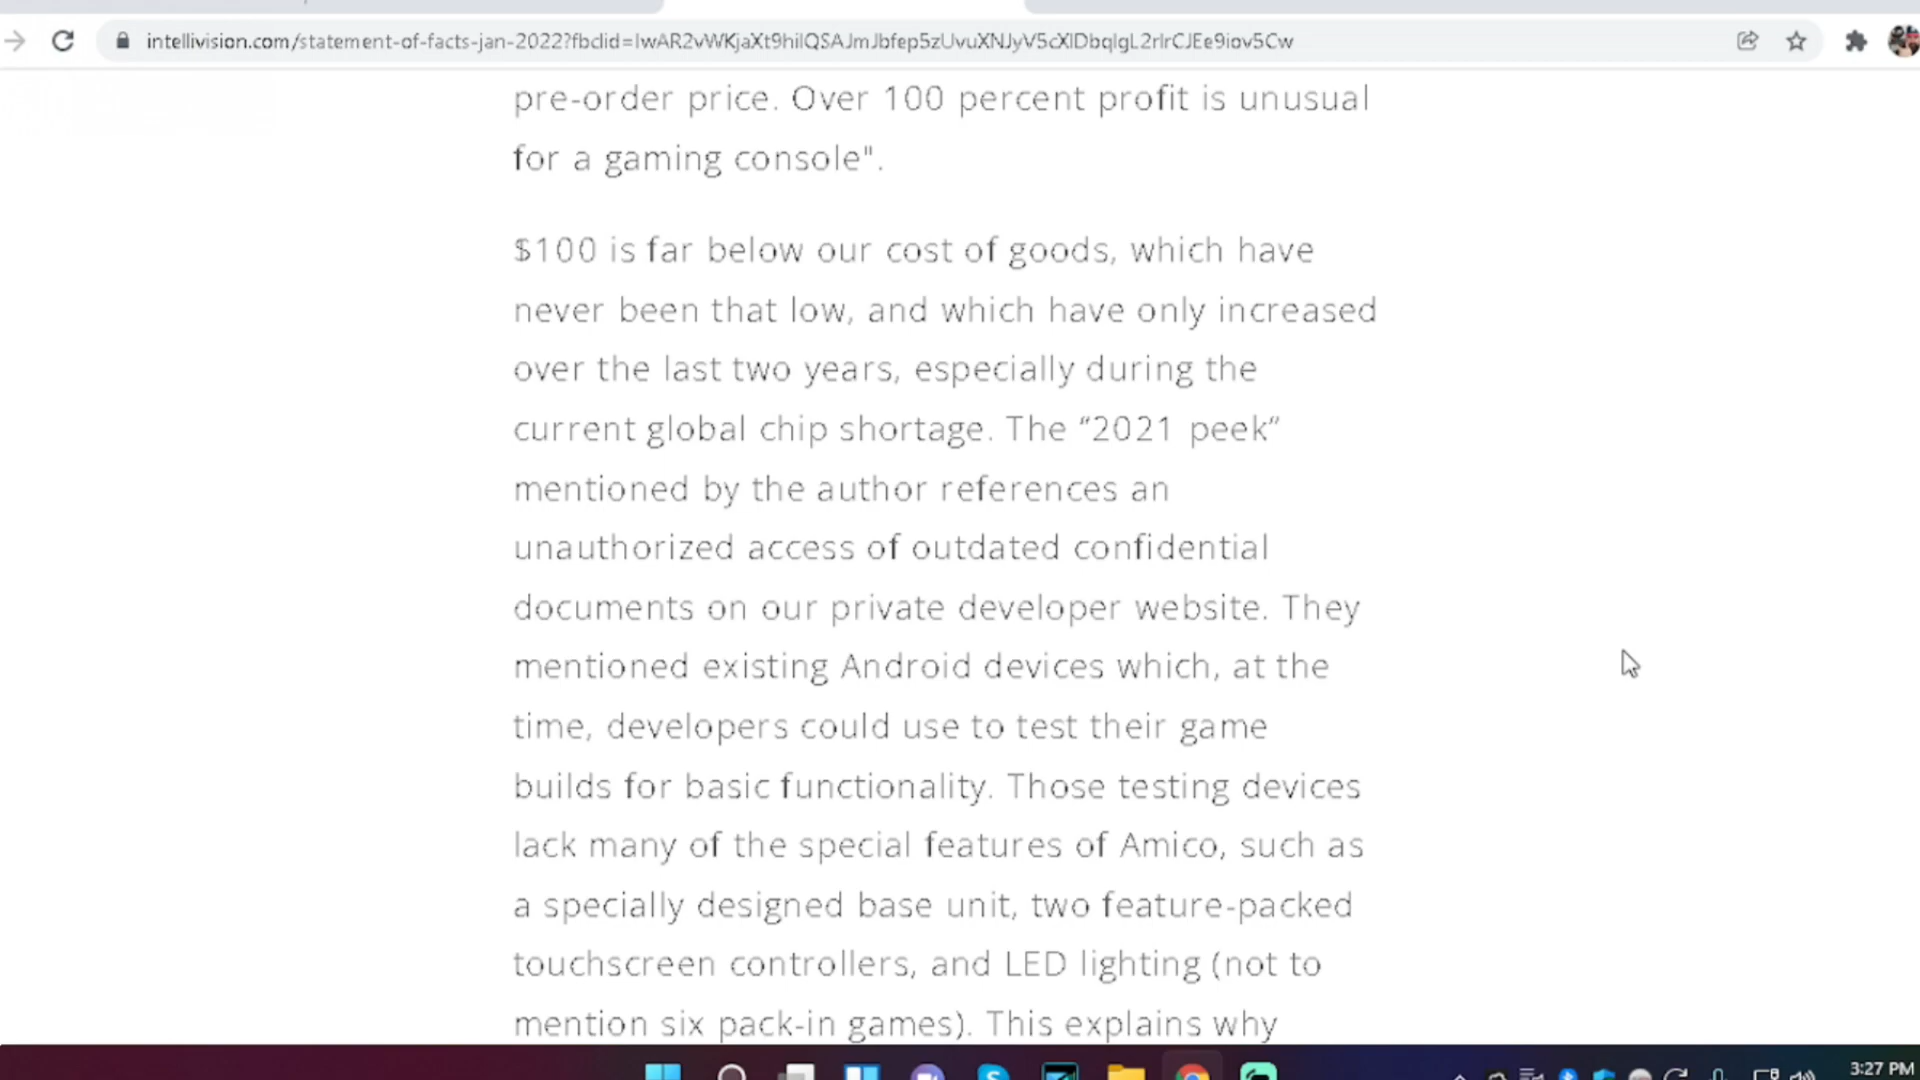 intellivision.com/statement-of-facts-jan-2022?fbclid=IwAR2vWKjaXt9hilQSAJmJbfep5zUvuXNJyV5cXlDbqlgL2rlrCJEe9iov5Cw
pre-order price. Over 100 percent profit is unusual
for a gaming console".
$100 is far below our cost of goods, which have
never been that low, and which have only increased
over the last two years, especially during the
current global chip shortage. The “2021 peek”
mentioned by the author references an
unauthorized access of outdated confidential
documents on our private developer website. They
mentioned existing Android devices which, at the
time, developers could use to test their game
builds for basic functionality. Those testing devices
lack many of the special features of Amico, such as
a specially designed base unit, two feature-packed
touchscreen controllers, and LED lighting (not to
mention six pack-in games). This explains why
3:27 PM